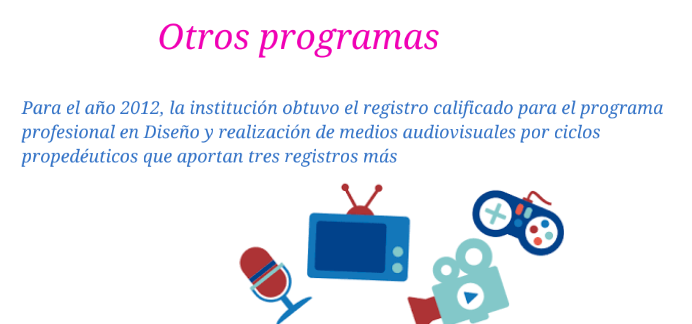 Otros programas
Para el año 2012, la institución obtuvo el registro calificado para el programa
profesional en Diseño y realización de medios audiovisuales por ciclos
propedéuticos que aportan tres registros más